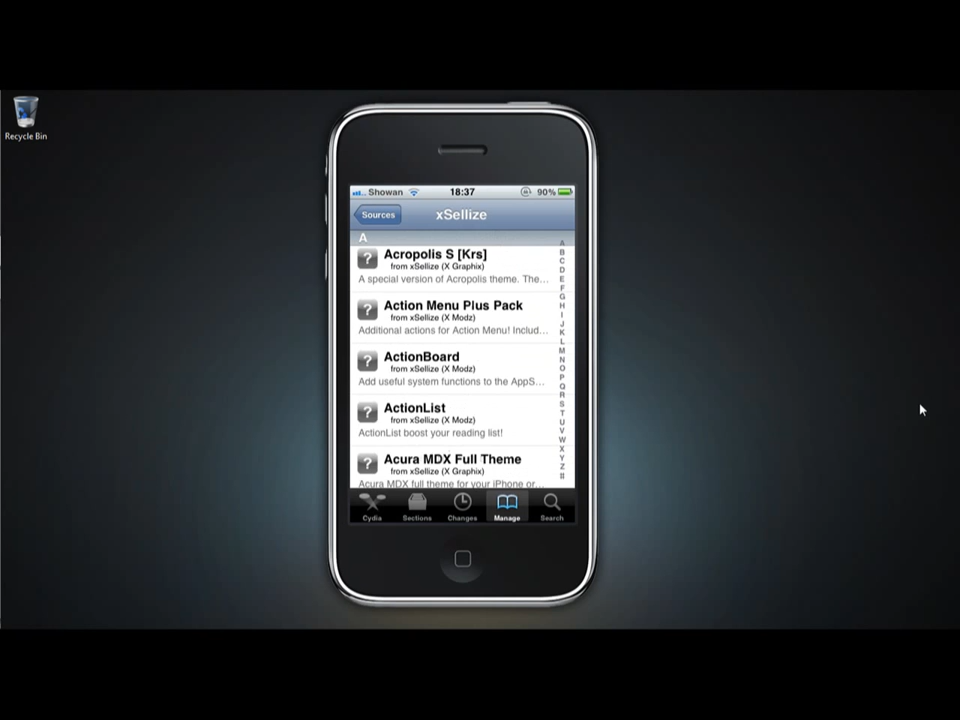 Recycle Bin
Showan
18:37
90%
Sources
xSellize
A
Acropolis S [Krs]
from xSellize (X Graphix)
A special version of Acropolis theme. The...
Action Menu Plus Pack
from xSellize (X Modz)
Additional actions for Action Menu! Includ...
ActionBoard
from xSellize (X Modz)
Add useful system functions to the AppS...
ActionList
from xSellize (X Modz)
ActionList boost your reading list!
Acura MDX Full Theme
from xSellize (X Graphix)
Acura MDX full theme for your iPhone or...
A
B
C
D
E
F
G
H
I
J
K
L
M
N
O
P
Q
R
S
T
U
V
W
X
Y
Z
#
Cydia
Sections
Changes
Manage
Search